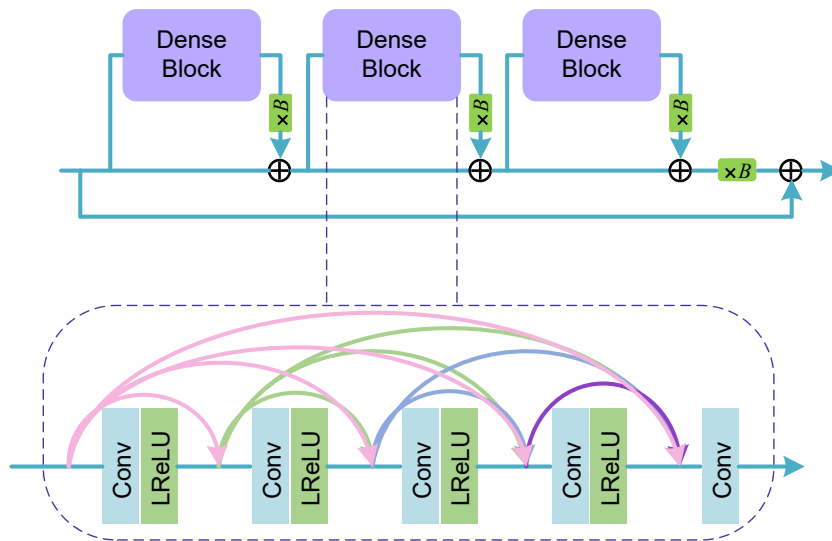 Dense
Block
Dense
Block
Dense
Block
×B
×B
×B
×B
Conv
LReLU
Conv
LReLU
Conv
LReLU
Conv
LReLU
Conv